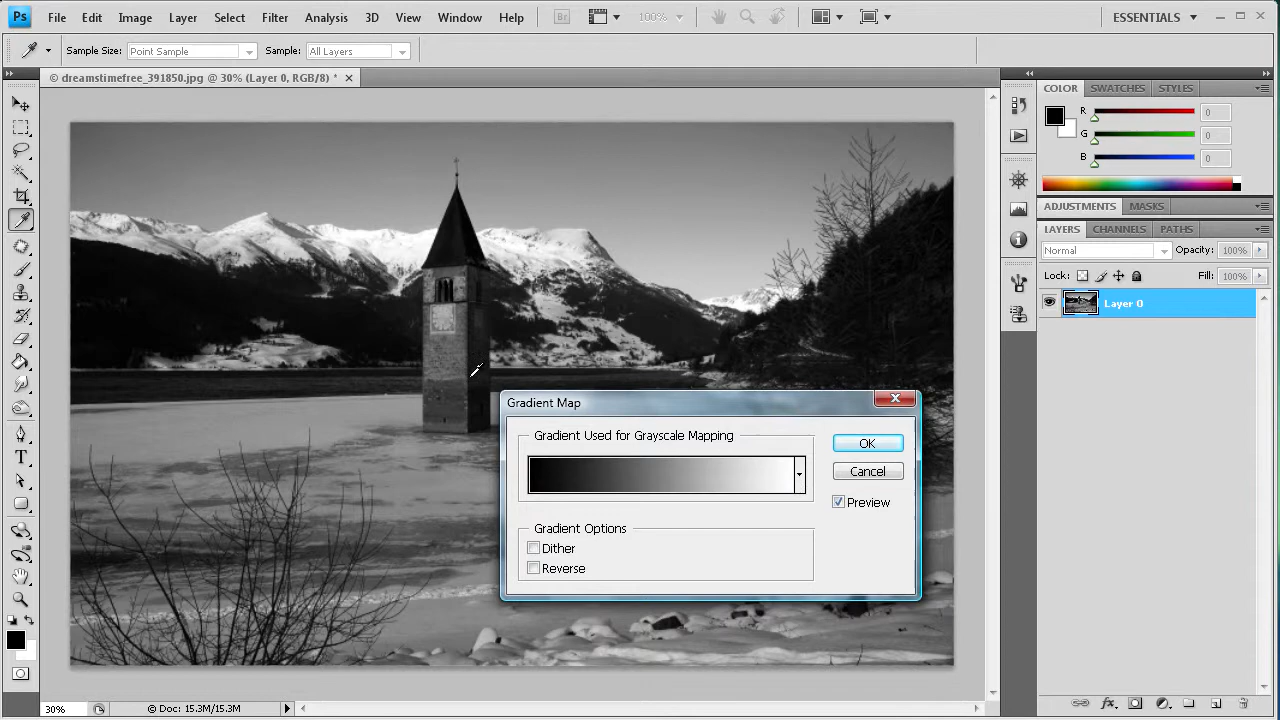 Ps File Edit Image Layer Select Filter Analysis 3D View Window Help Br 100% ESSENTIALS
Sample Size: Point Sample Sample: All Layers
© dreamstimefree_391850.jpg @ 30% (Layer 0, RGB/8) *
COLOR SWATCHES STYLES
R 0
G 0
B 0
ADJUSTMENTS MASKS
LAYERS CHANNELS PATHS
Normal Opacity: 100%
Lock: Fill: 100%
Layer 0
Gradient Map
Gradient Used for Grayscale Mapping
OK
Cancel
Preview
Gradient Options
Dither
Reverse
T
30% © Doc: 15.3M/15.3M
fx